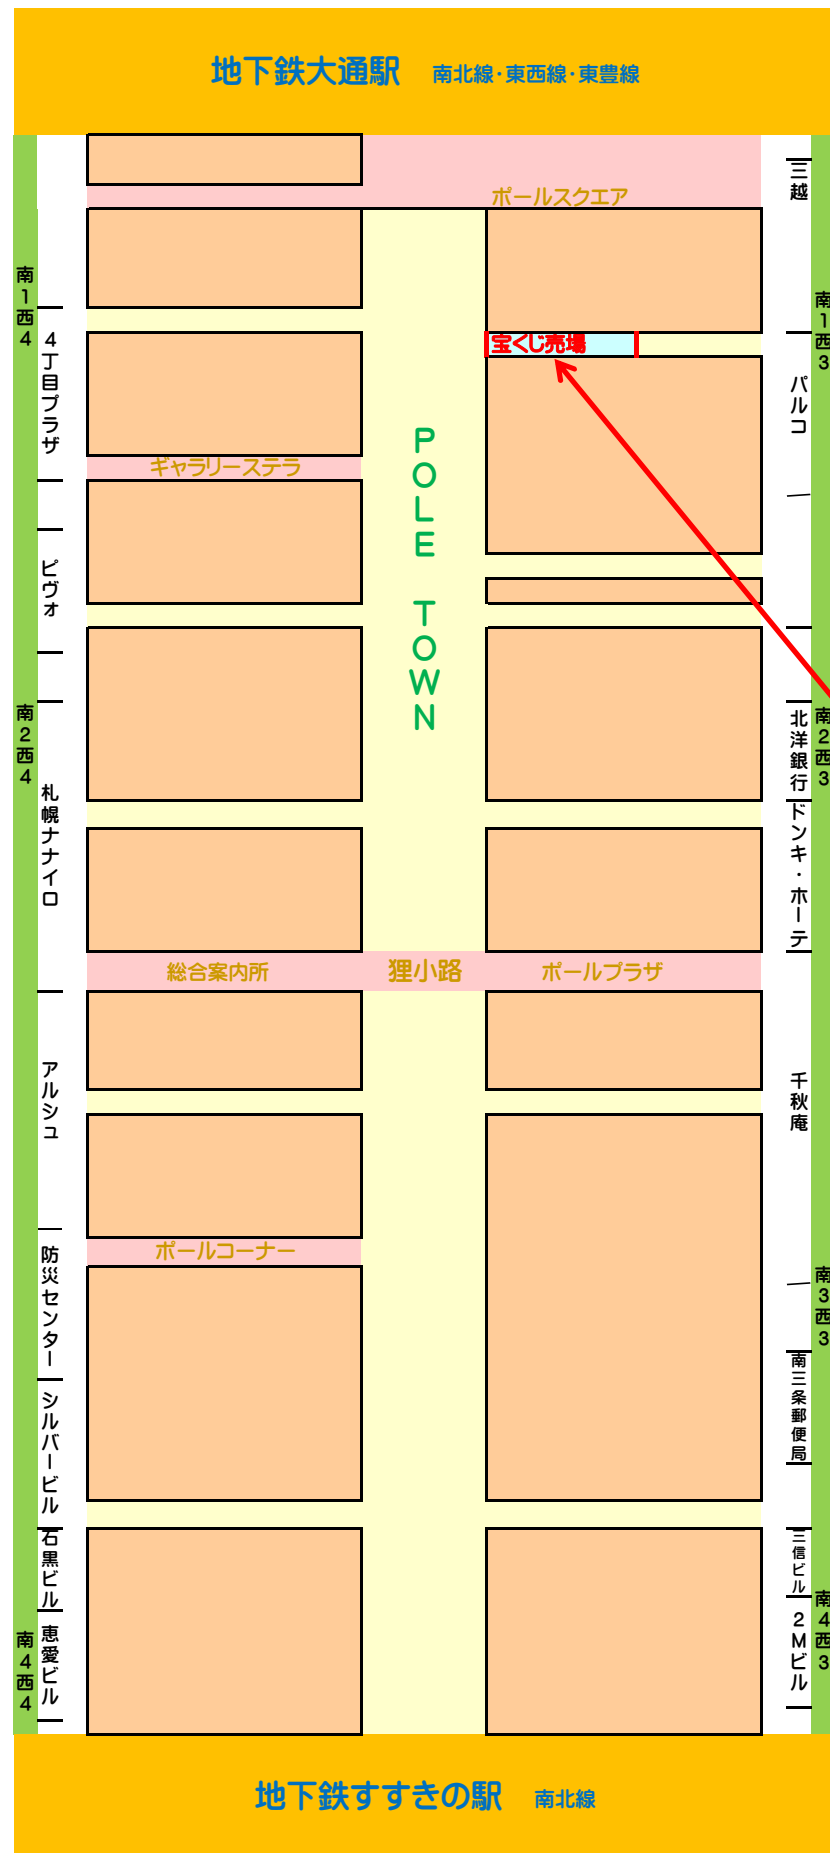 地下鉄大通駅 南北線・東西線・東豊線
ポールスクエア
三越
南1西4
南1西3
宝くじ売場
4丁目プラザ
パルコ
POLE TOWN
ギャラリーステラ
ピヴォ
南2西4
北洋銀行
南2西3
札幌ナナイロ
ドンキ・ホーテ
総合案内所
狸小路
ポールプラザ
アルシュ
千秋庵
ポールコーナー
防災センター
南3西3
南三条郵便局
シルバービル
石黒ビル
三信ビル
南4西4
恵愛ビル
2Mビル
南4西3
地下鉄すすきの駅 南北線